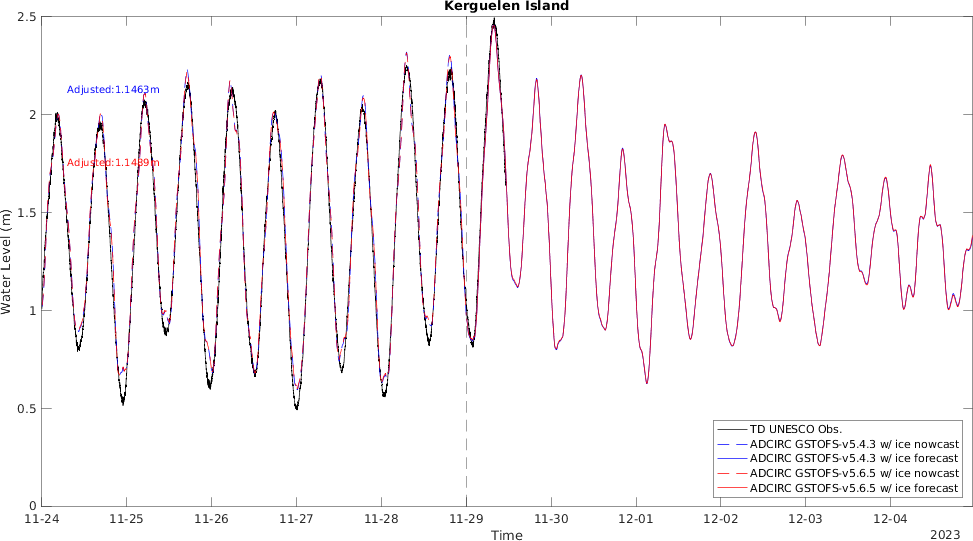 Kerguelen Island
2.5
2
1.5
1
0.5
0
Water Level (m)
Adjusted:1.1463m
Adjusted:1.1439m
TD UNESCO Obs.
ADCIRC GSTOFS-v5.4.3 w/ ice nowcast
ADCIRC GSTOFS-v5.4.3 w/ ice forecast
ADCIRC GSTOFS-v5.6.5 w/ ice nowcast
ADCIRC GSTOFS-v5.6.5 w/ ice forecast
11-24 11-25 11-26 11-27 11-28 11-29 11-30 12-01 12-02 12-03 12-04
Time
2023